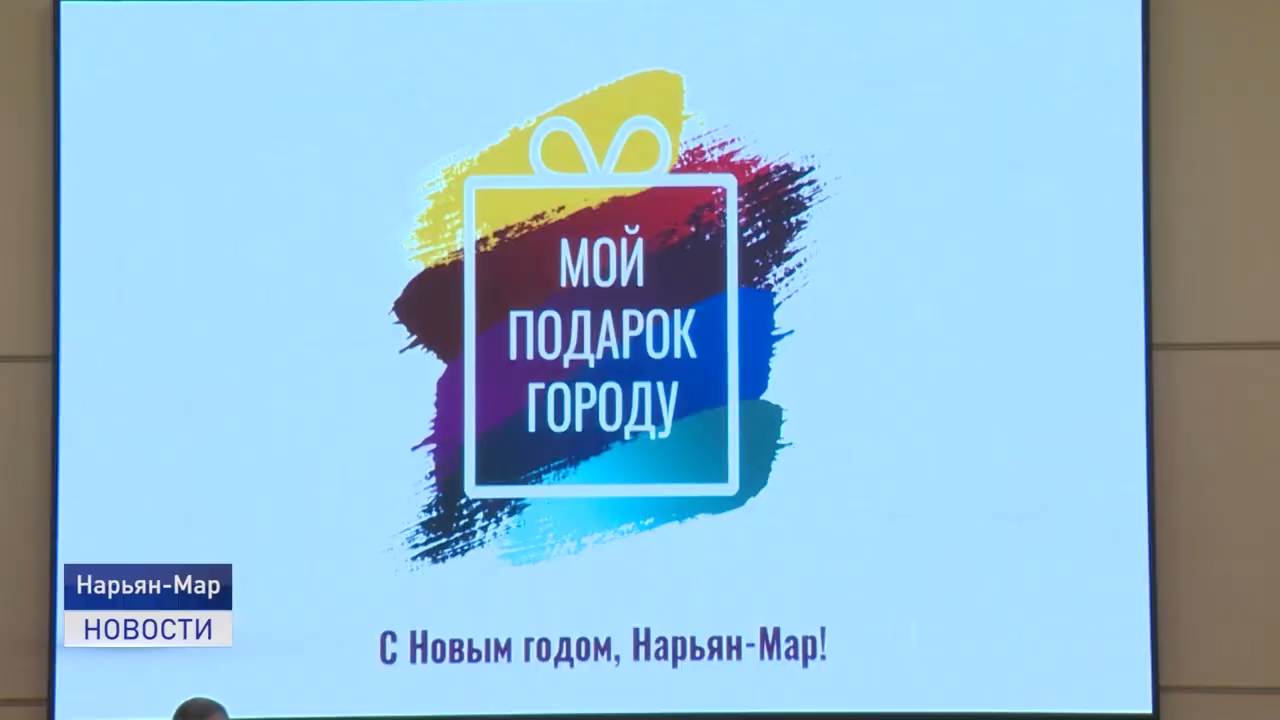 МОЙ
ПОДАРОК
ГОРОДУ
Нарьян-Мар
НОВОСТИ
С Новым годом, Нарьян-Мар!